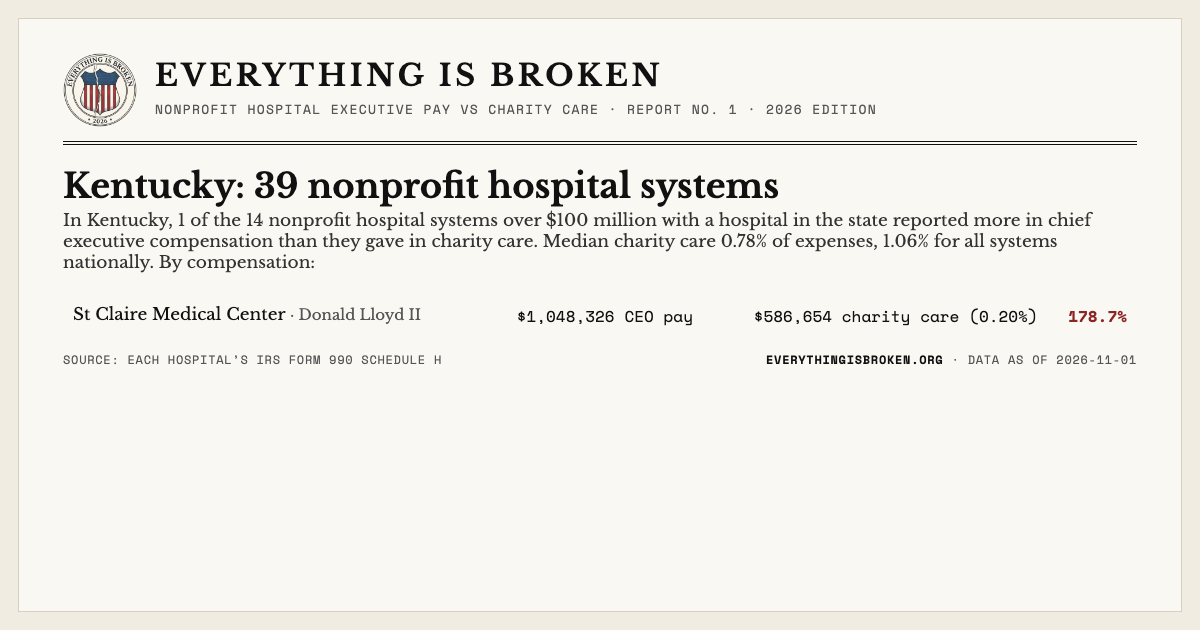 EVERYTHING IS BROKEN
2026
EVERYTHING IS BROKEN
NONPROFIT HOSPITAL EXECUTIVE PAY VS CHARITY CARE · REPORT NO. 1 · 2026 EDITION
Kentucky: 39 nonprofit hospital systems
In Kentucky, 1 of the 14 nonprofit hospital systems over $100 million with a hospital in the state reported more in chief
executive compensation than they gave in charity care. Median charity care 0.78% of expenses, 1.06% for all systems
nationally. By compensation:
St Claire Medical Center · Donald Lloyd II $1,048,326 CEO pay $586,654 charity care (0.20%) 178.7%
SOURCE: EACH HOSPITAL'S IRS FORM 990 SCHEDULE H EVERYTHINGISBROKEN.ORG · DATA AS OF 2026-11-01